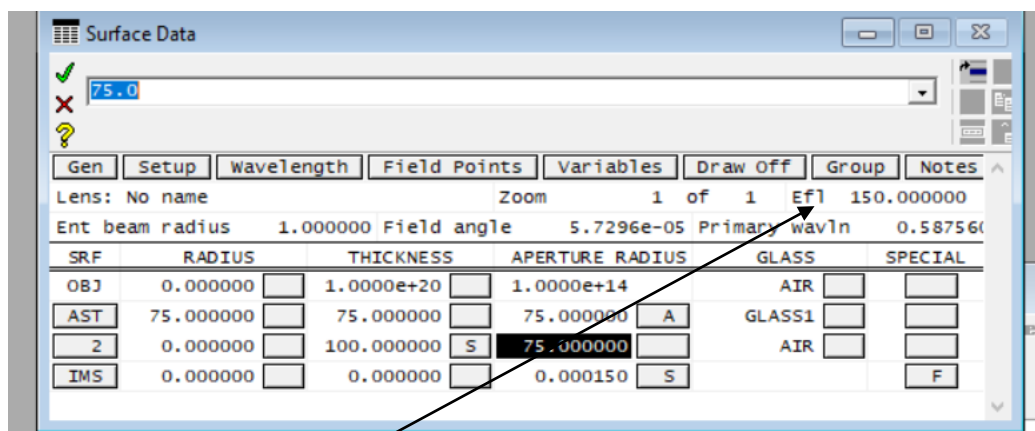 Surface Data
75.0
Gen Setup Wavelength Field Points Variables Draw Off Group Notes
Lens: No name Zoom 1 of 1 Efl 150.000000
Ent beam radius 1.000000 Field angle 5.7296e-05 Primary wavln 0.58756
SRF RADIUS THICKNESS APERTURE RADIUS GLASS SPECIAL
OBJ 0.000000 1.0000e+20 1.0000e+14 AIR
AST 75.000000 75.000000 75.000000 A GLASS1
2 0.000000 100.000000 S 75.000000 AIR
IMS 0.000000 0.000000 0.000150 S F